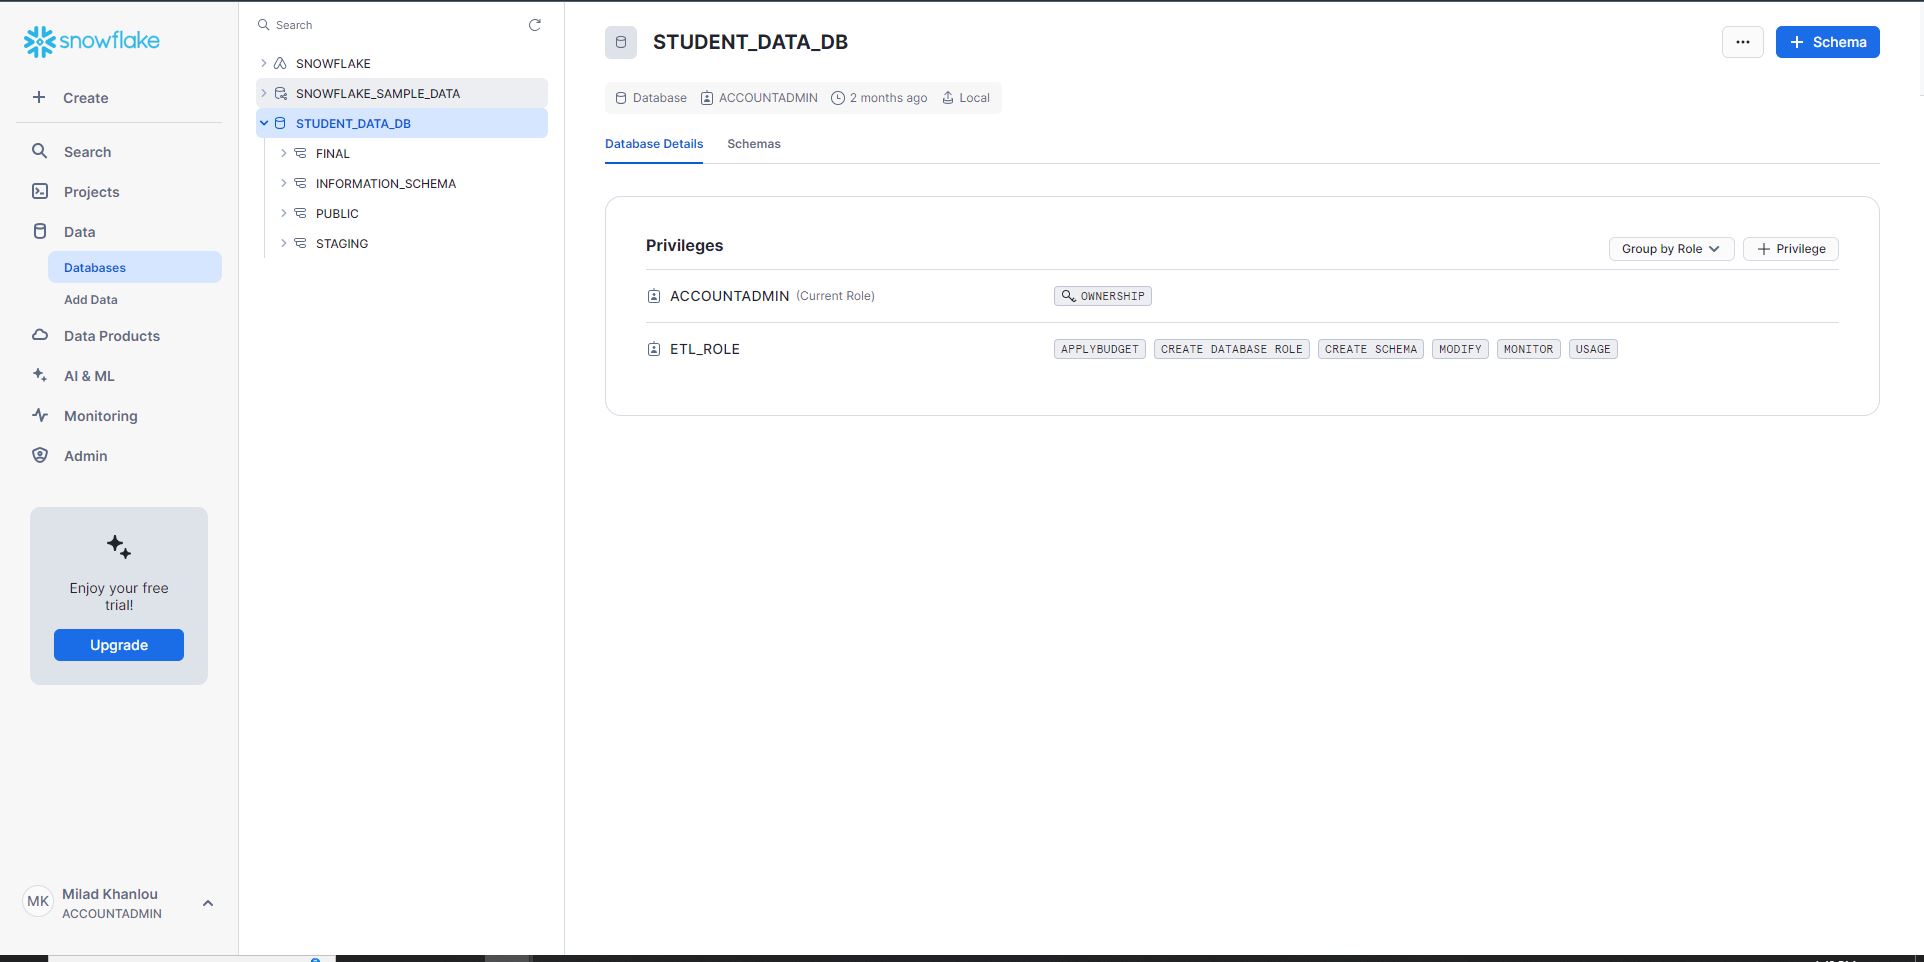 snowflake
Create
Search
Projects
Data
Databases
Add Data
Data Products
AI & ML
Monitoring
Admin
Enjoy your free
trial!
Upgrade
MK
Milad Khanlou
ACCOUNTADMIN
Search
SNOWFLAKE
SNOWFLAKE_SAMPLE_DATA
STUDENT_DATA_DB
FINAL
INFORMATION_SCHEMA
PUBLIC
STAGING
STUDENT_DATA_DB
... + Schema
Database ACCOUNTADMIN 2 months ago Local
Database Details Schemas
Privileges
Group by Role + Privilege
ACCOUNTADMIN (Current Role) OWNERSHIP
ETL_ROLE APPLYBUDGET CREATE DATABASE ROLE CREATE SCHEMA MODIFY MONITOR USAGE